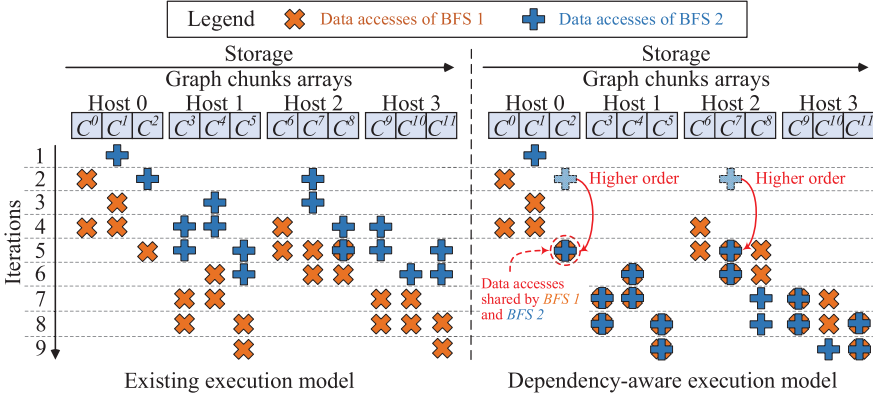 Legend Data accesses of BFS 1 Data accesses of BFS 2
Storage Storage
Graph chunks arrays Graph chunks arrays
Host 0 Host 1 Host 2 Host 3 Host 0 Host 1 Host 2 Host 3
C⁰ C¹ C² C³ C⁴ C⁵ C⁶ C⁷ C⁸ C⁹ C¹⁰ C¹¹ C⁰ C¹ C² C³ C⁴ C⁵ C⁶ C⁷ C⁸ C⁹ C¹⁰ C¹¹
Iterations
1
2
Higher order Higher order
3
4
5
6
Data accesses
shared by BFS 1
and BFS 2
7
8
9
Existing execution model Dependency-aware execution model